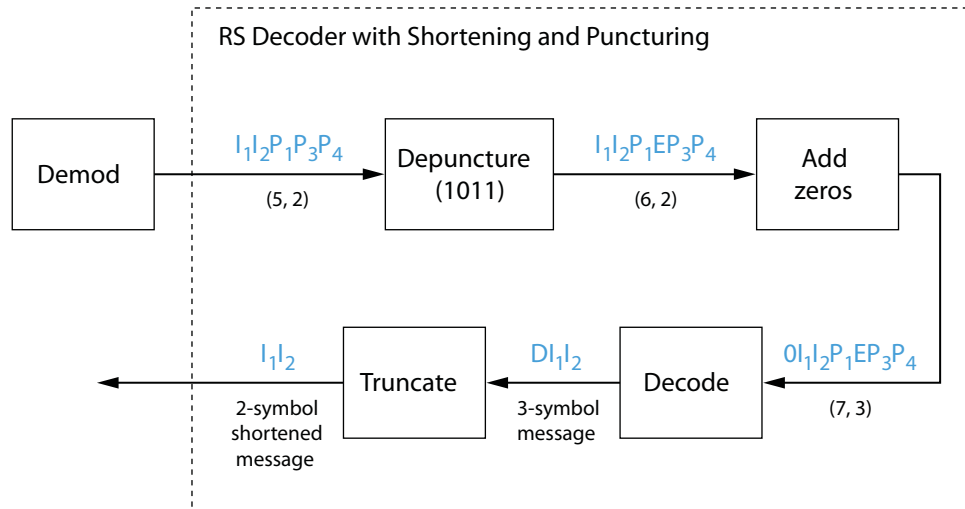 RS Decoder with Shortening and Puncturing
Demod
I₁I₂P₁P₃P₄
(5, 2)
Depuncture
(1011)
I₁I₂P₁EP₃P₄
(6, 2)
Add
zeros
0I₁I₂P₁EP₃P₄
(7, 3)
Decode
DI₁I₂
3-symbol
message
Truncate
I₁I₂
2-symbol
shortened
message